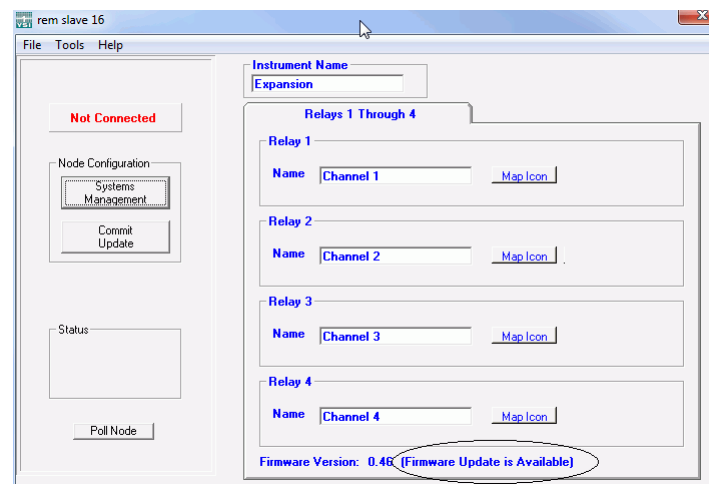 YSI rem slave 16
File Tools Help
Instrument Name
Expansion
Not Connected
Node Configuration
Systems
Management
Commit
Update
Status
Poll Node
Relays 1 Through 4
Relay 1
Name Channel 1 Map Icon
Relay 2
Name Channel 2 Map Icon
Relay 3
Name Channel 3 Map Icon
Relay 4
Name Channel 4 Map Icon
Firmware Version: 0.46 (Firmware Update is Available)